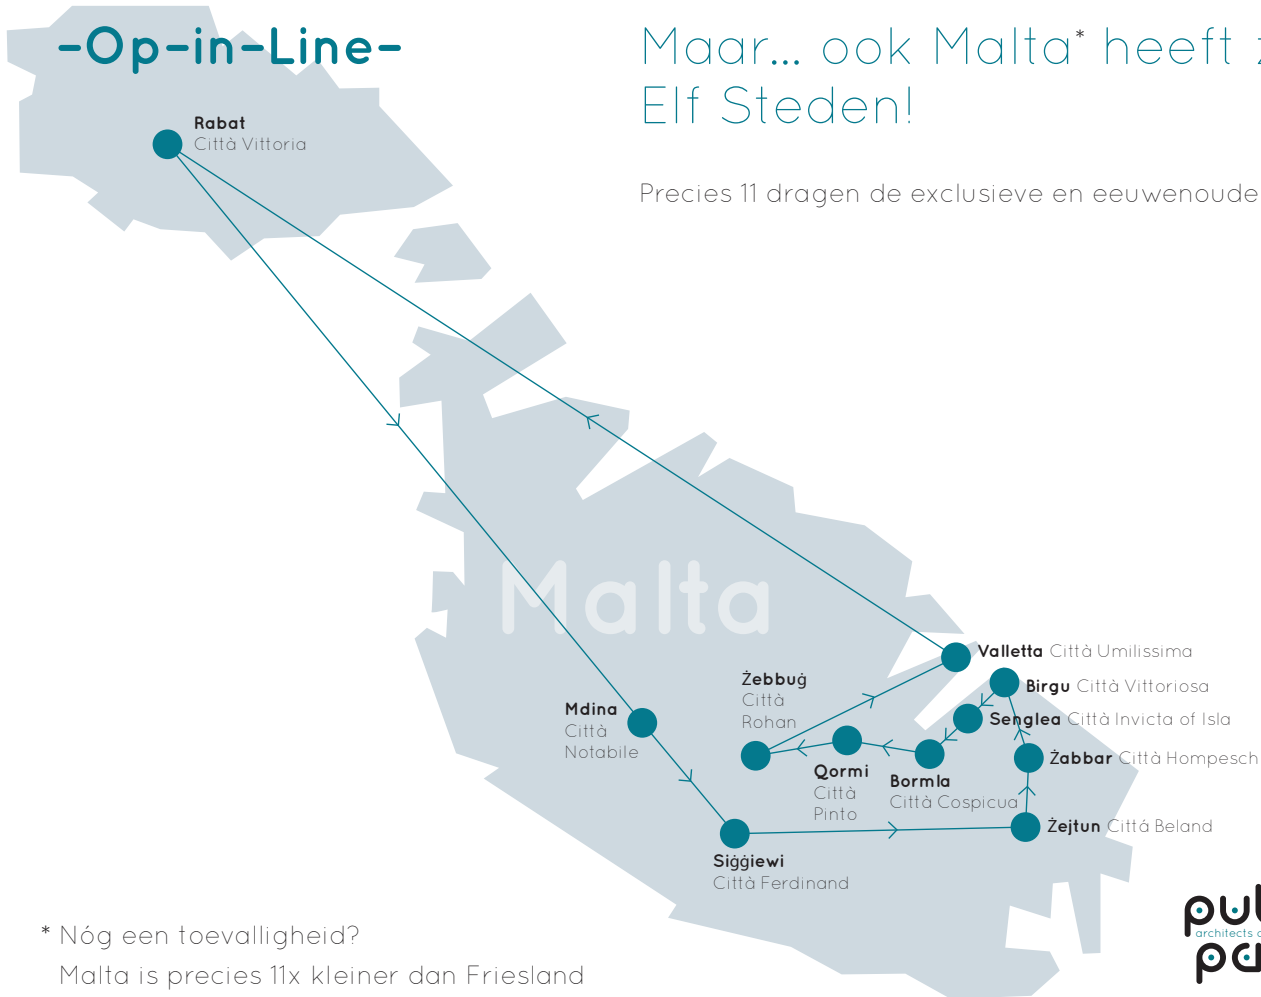 -Op-in-Line-
Maar... ook Malta* heeft
Elf Steden!
Precies 11 dragen de exclusieve en eeuwenoude
Rabat
Città Vittoria
Malta
Valletta Città Umilissima
Birgu Città Vittoriosa
Senglea Città Invicta of Isla
Żabbar Città Hompesch
Żejtun Cittá Beland
Żebbuġ
Città
Rohan
Mdina
Città
Notabile
Qormi
Città
Pinto
Bormla
Città Cospicua
Siġġiewi
Città Ferdinand
* Nóg een toevalligheid?
Malta is precies 11x kleiner dan Friesland
architects